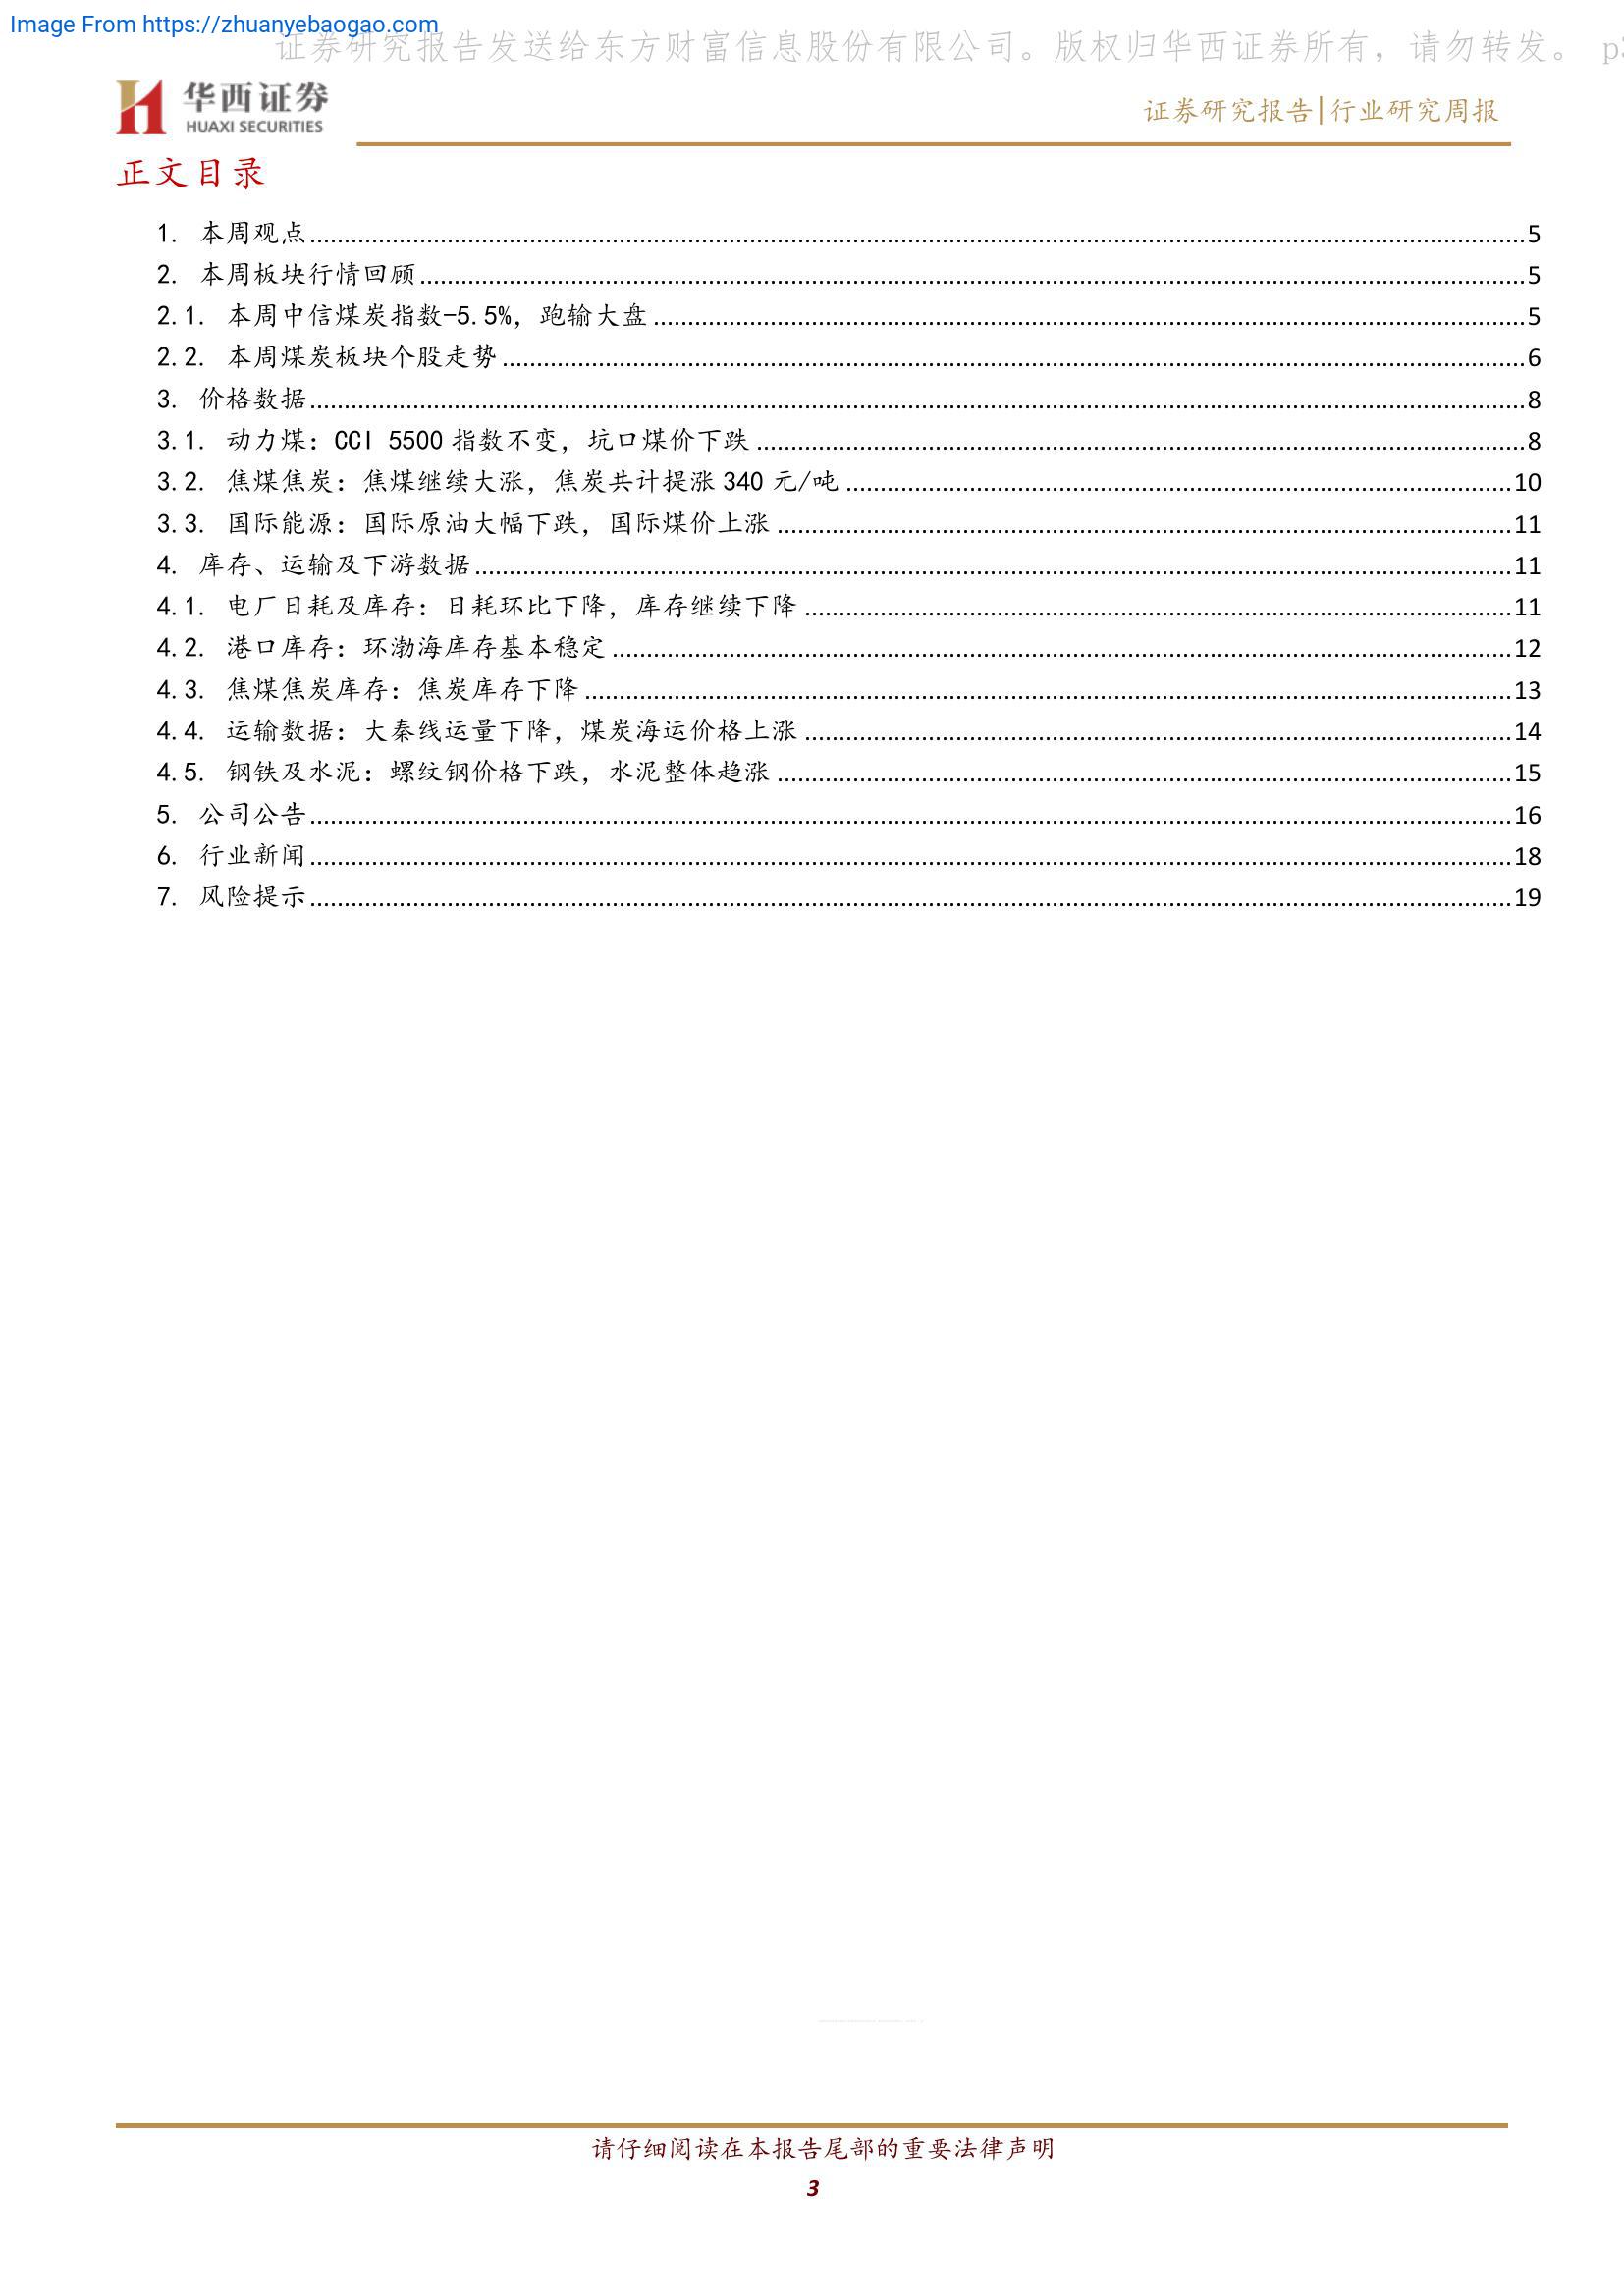 Image From https://zhuanyebaogao.com
证券研究报告发送给东方财富信息股份有限公司。版权归华西证券所有，请勿转发。 p
华西证券
HUAXI SECURITIES
证券研究报告|行业研究周报
正文目录
1. 本周观点 5
2. 本周板块行情回顾 5
2.1. 本周中信煤炭指数-5.5%，跑输大盘 5
2.2. 本周煤炭板块个股走势 6
3. 价格数据 8
3.1. 动力煤：CCI 5500 指数不变，坑口煤价下跌 8
3.2. 焦煤焦炭：焦煤继续大涨，焦炭共计提涨 340 元/吨 10
3.3. 国际能源：国际原油大幅下跌，国际煤价上涨 11
4. 库存、运输及下游数据 11
4.1. 电厂日耗及库存：日耗环比下降，库存继续下降 11
4.2. 港口库存：环渤海库存基本稳定 12
4.3. 焦煤焦炭库存：焦炭库存下降 13
4.4. 运输数据：大秦线运量下降，煤炭海运价格上涨 14
4.5. 钢铁及水泥：螺纹钢价格下跌，水泥整体趋涨 15
5. 公司公告 16
6. 行业新闻 18
7. 风险提示 19
请仔细阅读在本报告尾部的重要法律声明
3